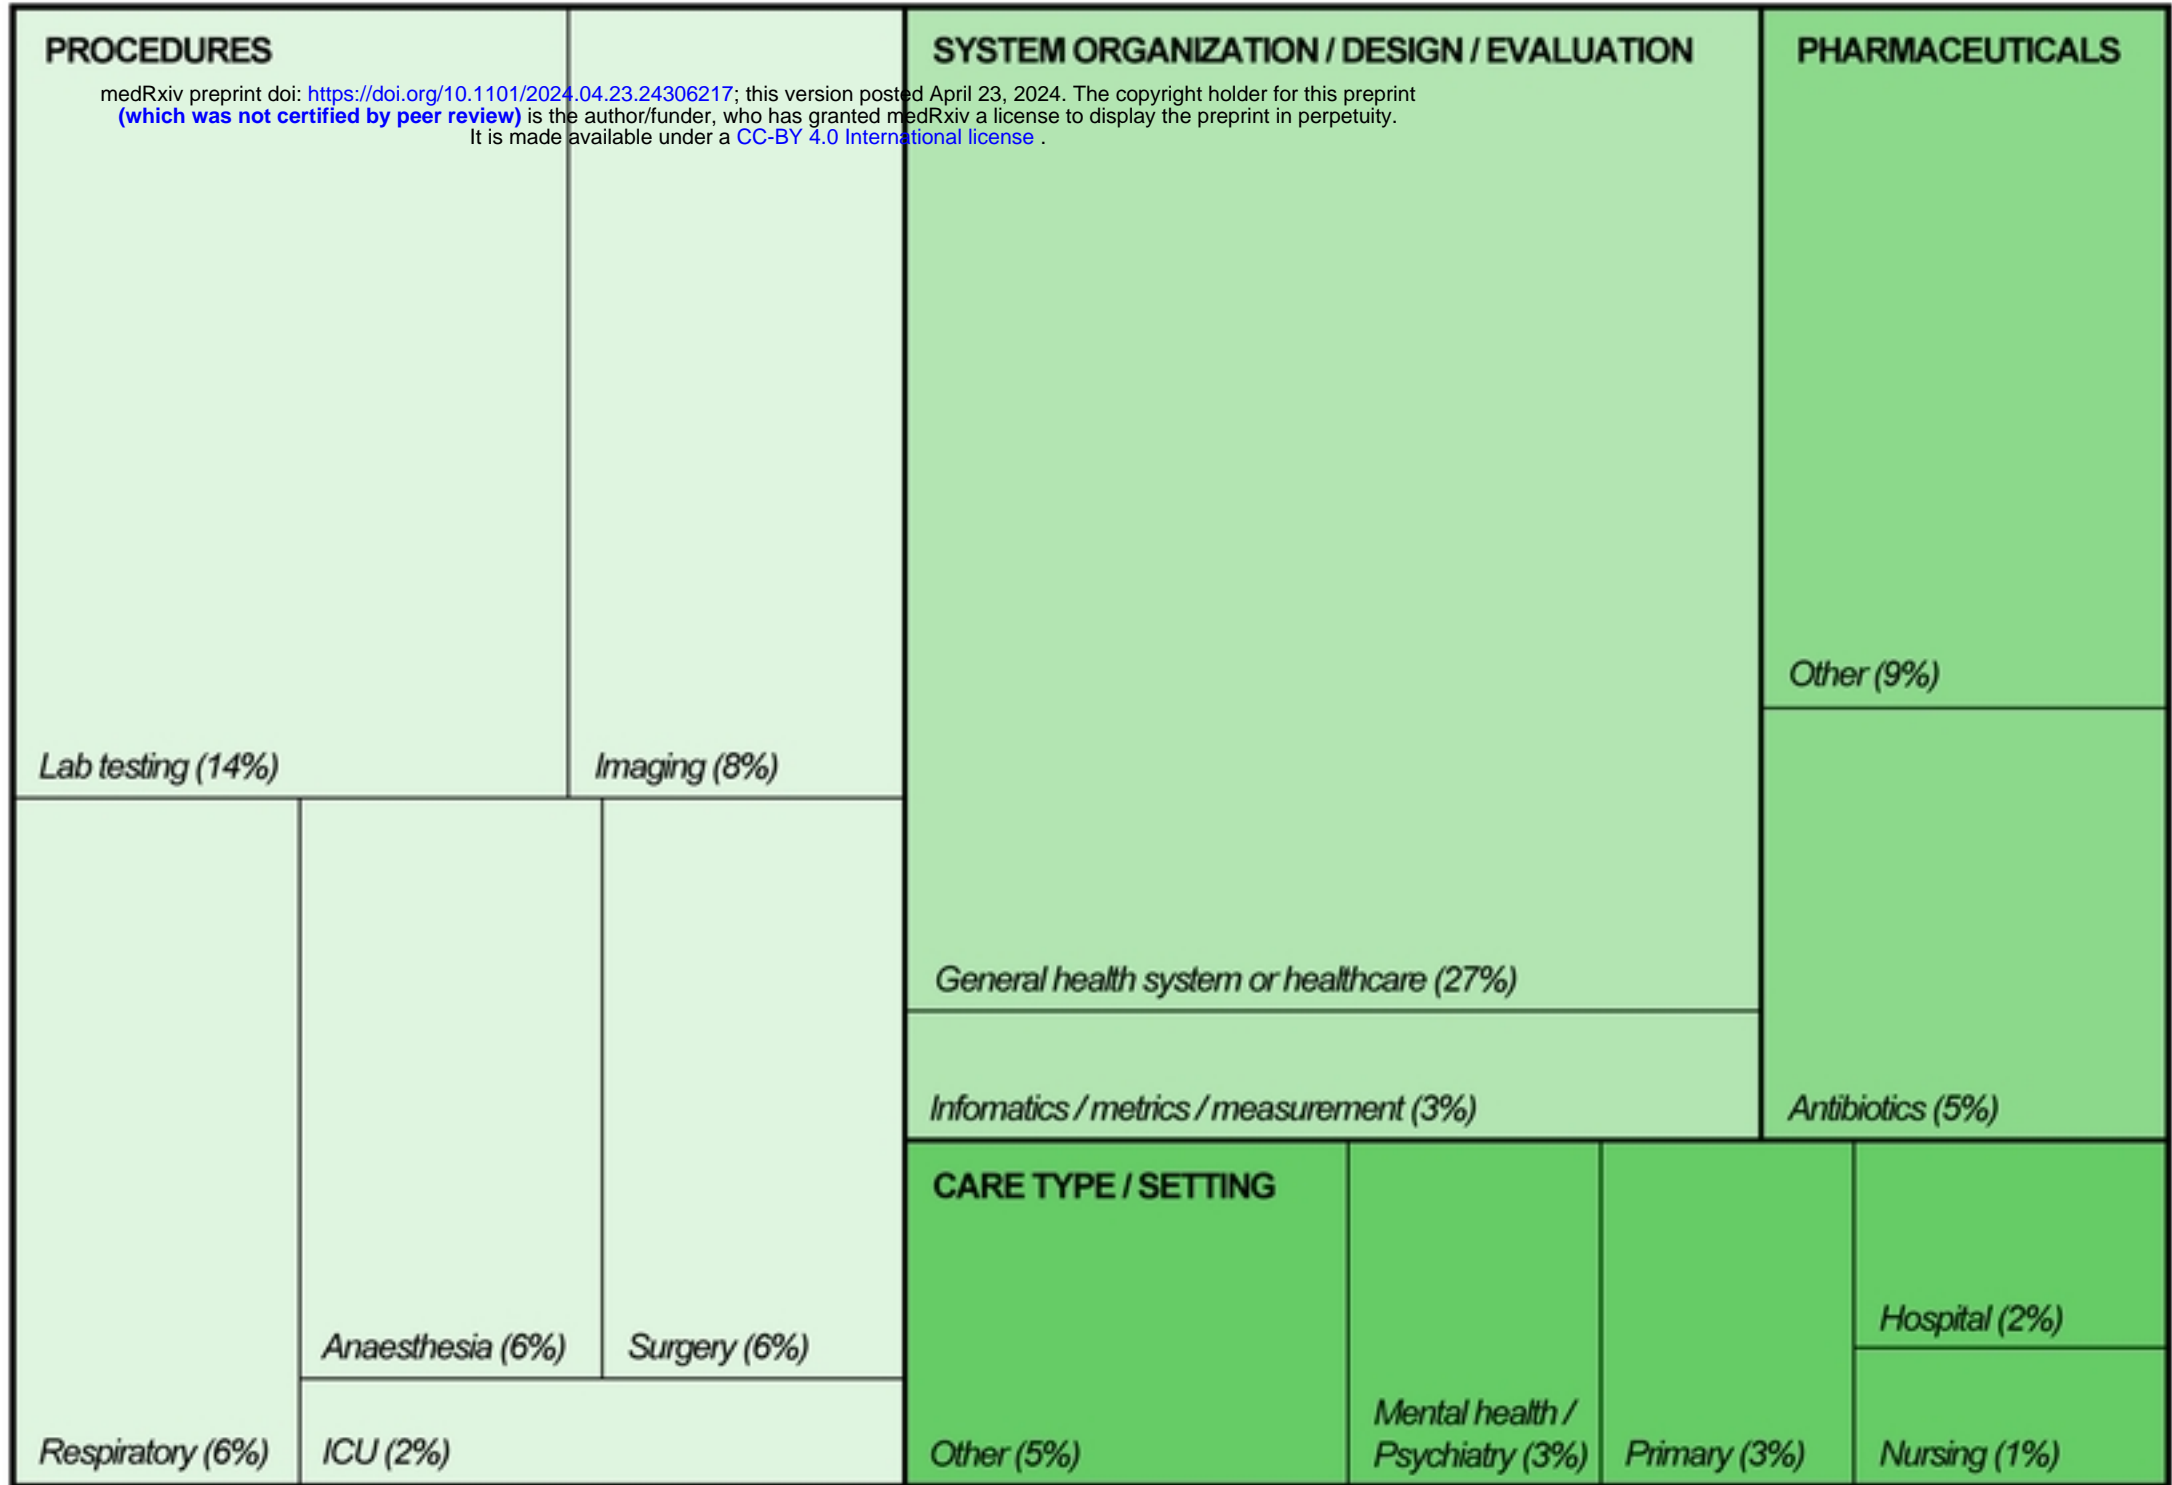 PROCEDURES
SYSTEM ORGANIZATION / DESIGN / EVALUATION
PHARMACEUTICALS
medRxiv preprint doi: https://doi.org/10.1101/2024.04.23.24306217; this version posted April 23, 2024. The copyright holder for this preprint
(which was not certified by peer review) is the author/funder, who has granted medRxiv a license to display the preprint in perpetuity.
It is made available under a CC-BY 4.0 International license .
Other (9%)
Lab testing (14%)
Imaging (8%)
General health system or healthcare (27%)
Infomatics / metrics / measurement (3%)
Antibiotics (5%)
CARE TYPE / SETTING
Hospital (2%)
Anaesthesia (6%)
Surgery (6%)
Mental health /
Psychiatry (3%)
Respiratory (6%)
ICU (2%)
Other (5%)
Primary (3%)
Nursing (1%)